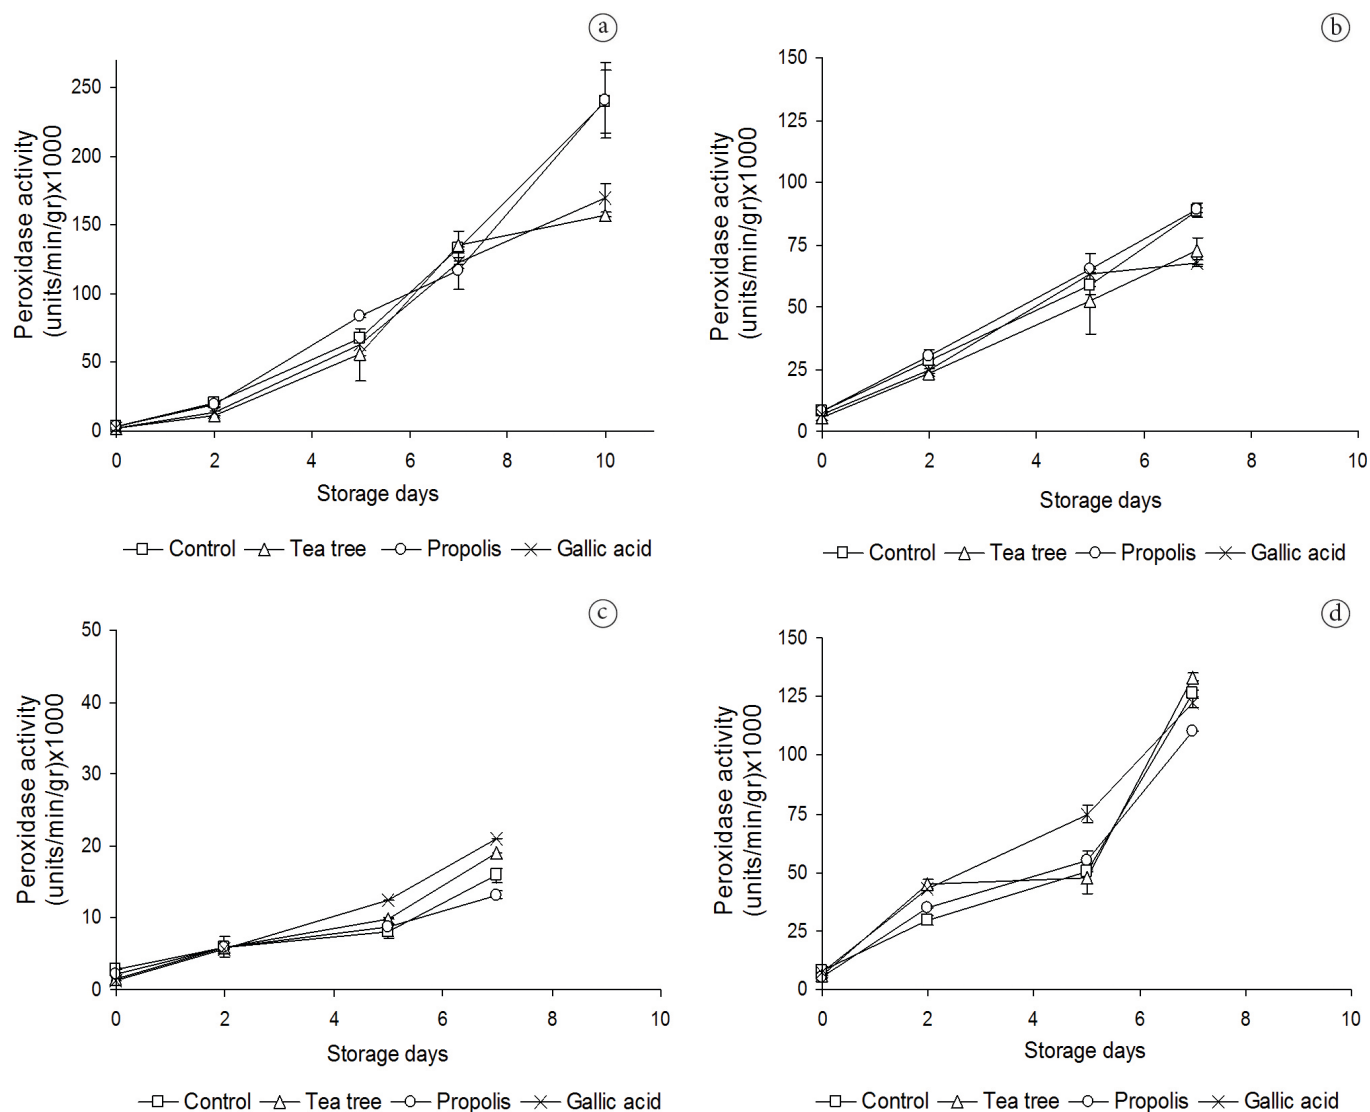 a
Peroxidase activity
(units/min/gr)x1000
250
200
150
100
50
0
0 2 4 6 8 10
Storage days
Control Tea tree Propolis Gallic acid
b
Peroxidase activity
(units/min/gr)x1000
150
125
100
75
50
25
0
0 2 4 6 8 10
Storage days
Control Tea tree Propolis Gallic acid
c
Peroxidase activity
(units/min/gr)x1000
50
40
30
20
10
0
0 2 4 6 8 10
Storage days
Control Tea tree Propolis Gallic acid
d
Peroxidase activity
(units/min/gr)x1000
150
125
100
75
50
25
0
0 2 4 6 8 10
Storage days
Control Tea tree Propolis Gallic acid